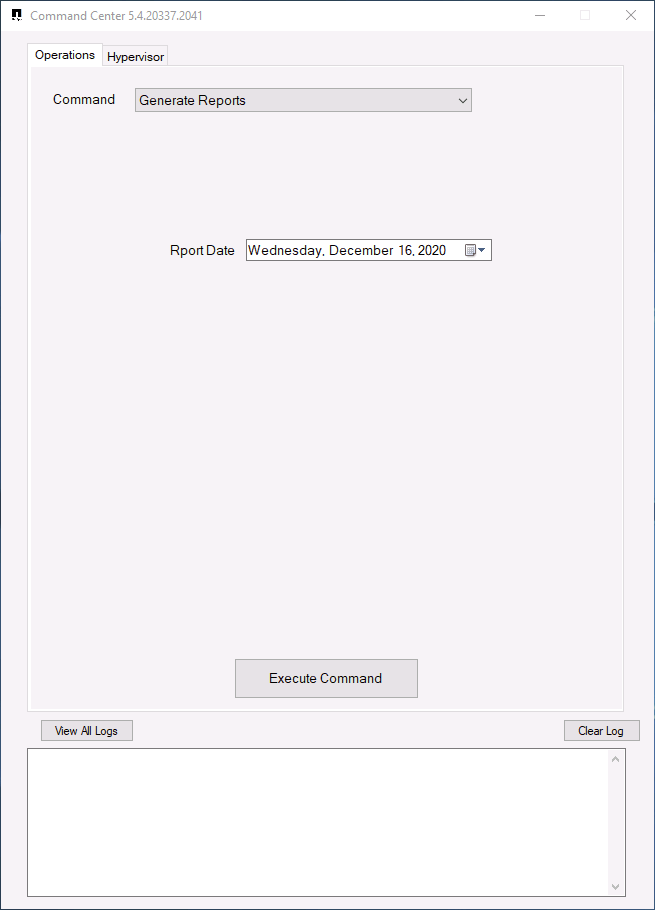 Command Center 5.4.20337.2041
Operations Hypervisor
Command Generate Reports
Rport Date Wednesday, December 16, 2020
Execute Command
View All Logs Clear Log